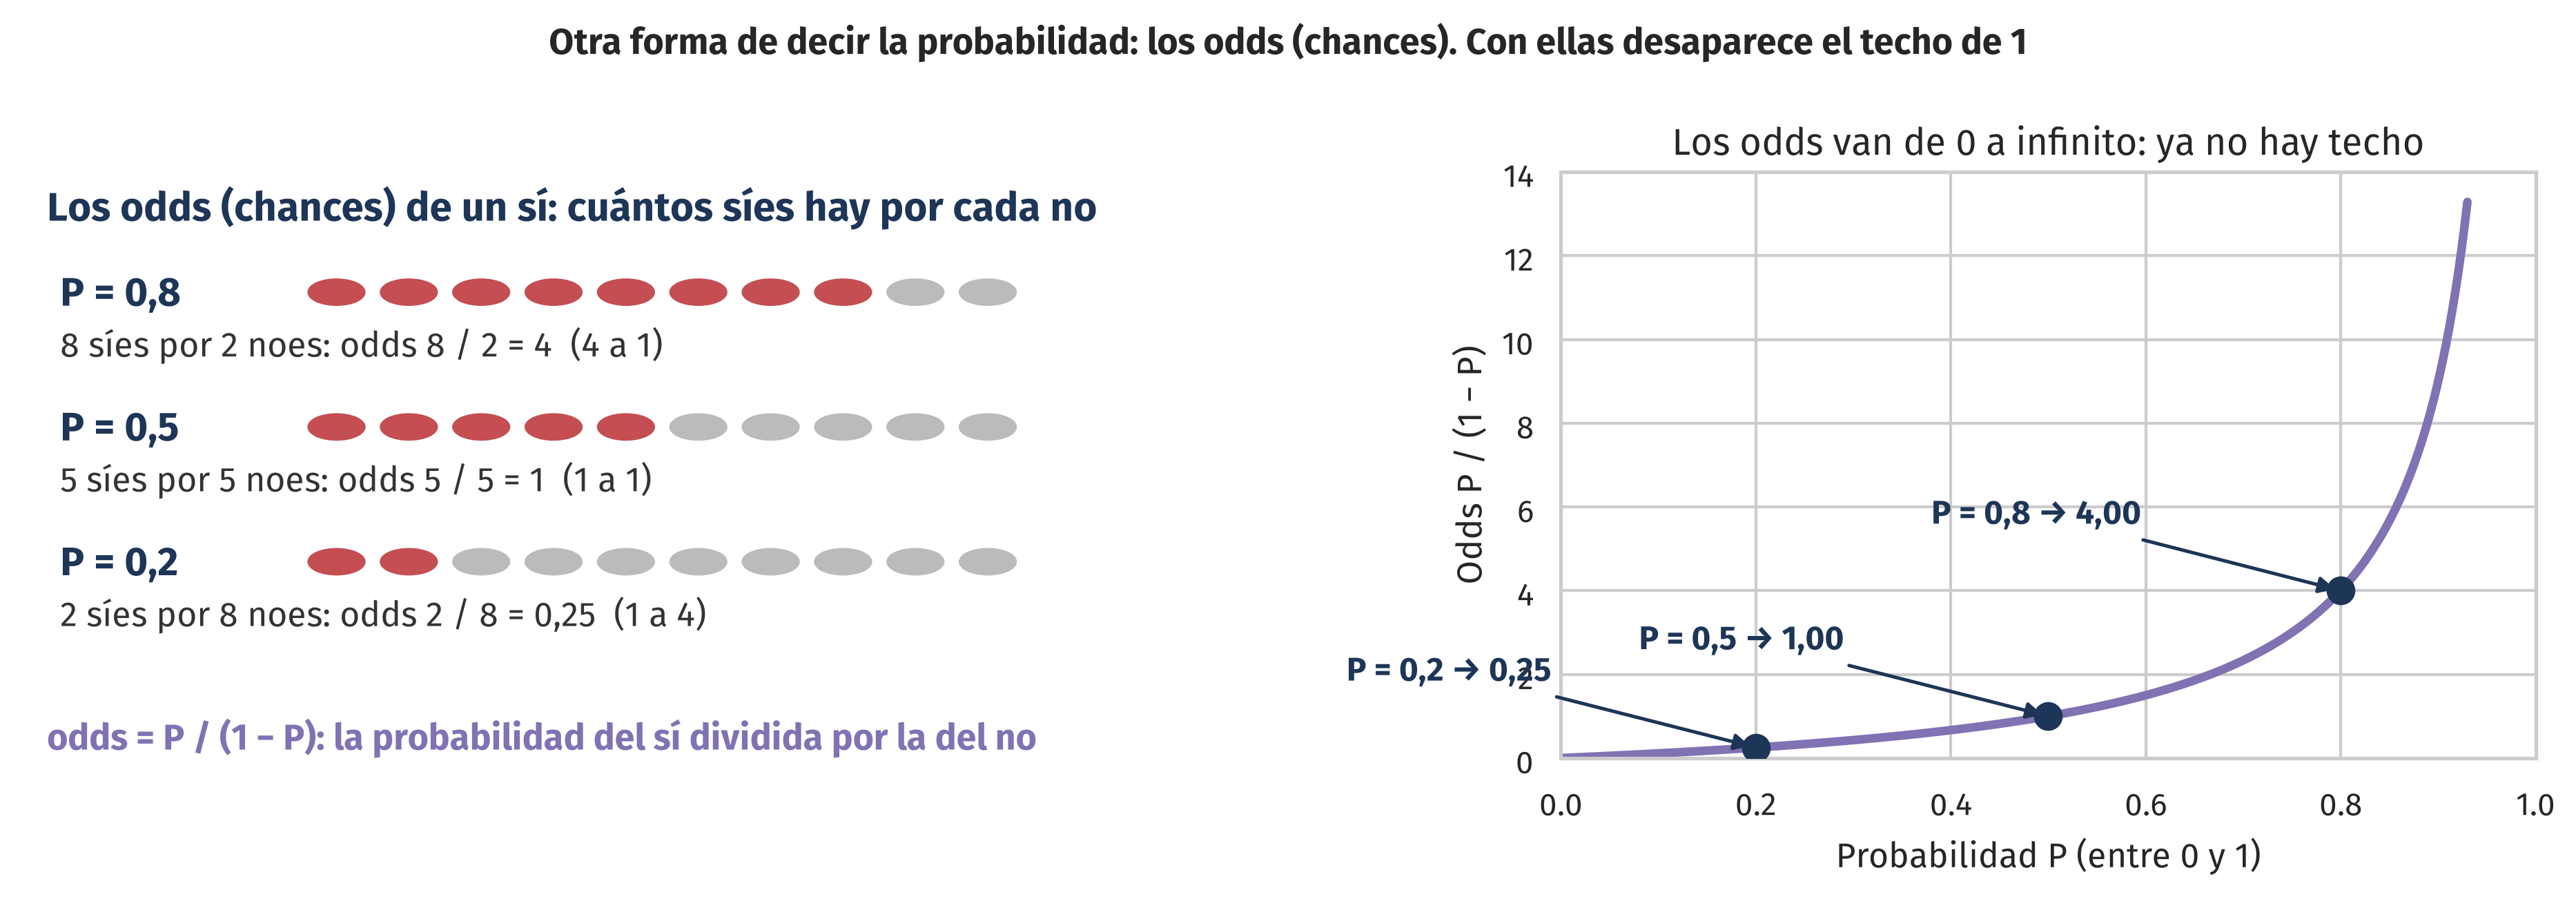 Otra forma de decir la probabilidad: los odds (chances). Con ellas desaparece el techo de 1
Los odds (chances) de un sí: cuántos síes hay por cada no
P = 0,8
8 síes por 2 noes: odds 8 / 2 = 4 (4 a 1)
P = 0,5
5 síes por 5 noes: odds 5 / 5 = 1 (1 a 1)
P = 0,2
2 síes por 8 noes: odds 2 / 8 = 0,25 (1 a 4)
odds = P / (1 − P): la probabilidad del sí dividida por la del no
Los odds van de 0 a infinito: ya no hay techo
Odds P / (1 − P)
14
12
10
8
6
4
2
0
P = 0,8 → 4,00
P = 0,5 → 1,00
P = 0,2 → 0,25
0.0 0.2 0.4 0.6 0.8 1.0
Probabilidad P (entre 0 y 1)